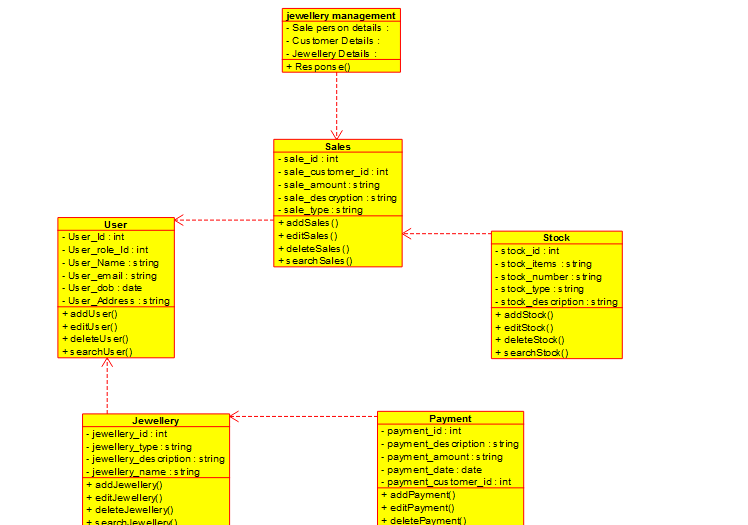 jewellery management
- Sale person details :
- Customer Details :
- Jewellery Details :
+ Response()
Sales
- sale_id : int
- sale_customer_id : int
- sale_amount : string
- sale_descryption : string
- sale_type : string
+ addSales()
+ editSales()
+ deleteSales()
+ searchSales()
User
- User_Id : int
- User_role_Id : int
- User_Name : string
- User_email : string
- User_dob : date
- User_Address : string
+ addUser()
+ editUser()
+ deleteUser()
+ searchUser()
Stock
- stock_id : int
- stock_items : string
- stock_number : string
- stock_type : string
- stock_description : string
+ addStock()
+ editStock()
+ deleteStock()
+ searchStock()
Jewellery
- jewellery_id : int
- jewellery_type : string
- jewellery_description : string
- jewellery_name : string
+ addJewellery()
+ editJewellery()
+ deleteJewellery()
+ searchJewellery()
Payment
- payment_id : int
- payment_description : string
- payment_amount : string
- payment_date : date
- payment_customer_id : int
+ addPayment()
+ editPayment()
+ deletePayment()